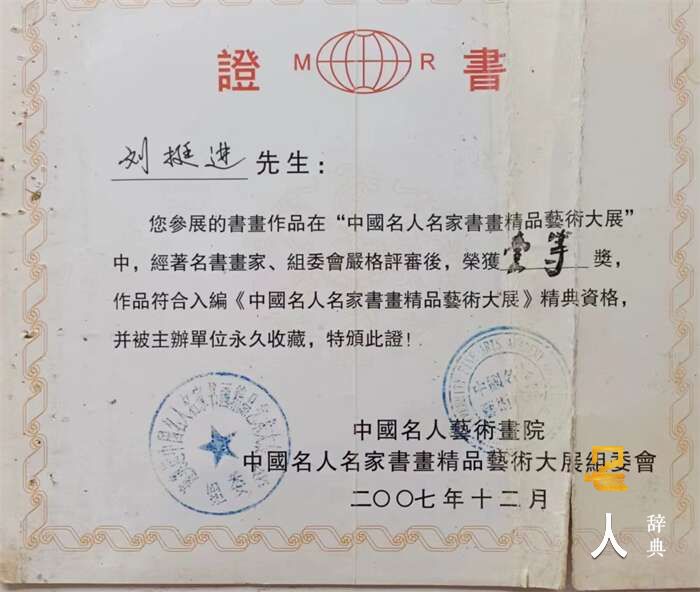 證 M R 書
刘挺进 先生：
您參展的書畫作品在“中國名人名家書畫精品藝術大展”
中，經著名書畫家、組委會嚴格評審後，榮獲壹等獎，
作品符合入編《中國名人名家書畫精品藝術大展》精典資格，
并被主辦單位永久收藏，特頒此證！
中國名人藝術畫院
中國名人名家書畫精品藝術大展組委會
二〇〇七年十二月
名
人
辞典